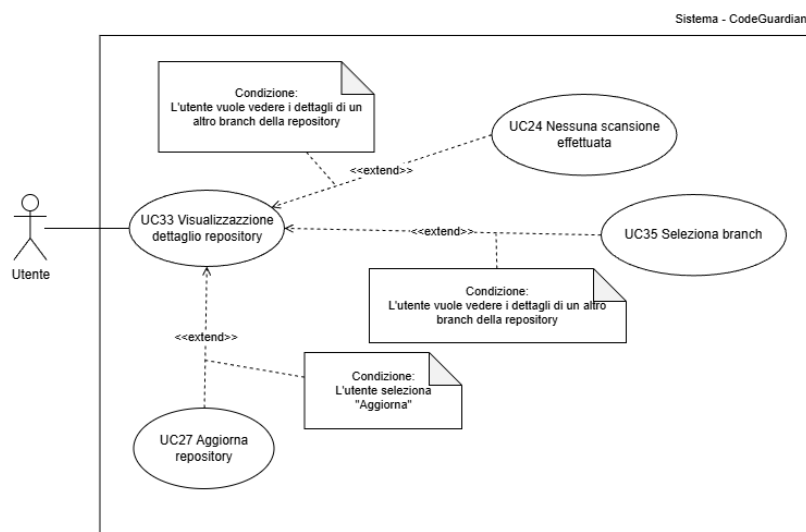 Sistema - CodeGuardian
Condizione:
L'utente vuole vedere i dettagli di un
altro branch della repository
UC24 Nessuna scansione
effettuata
<<extend>>
UC33 Visualizzazzione
dettaglio repository
<<extend>>
UC35 Seleziona branch
Utente
Condizione:
L'utente vuole vedere i dettagli di un altro
branch della repository
<<extend>>
Condizione:
L'utente seleziona
"Aggiorna"
UC27 Aggiorna
repository